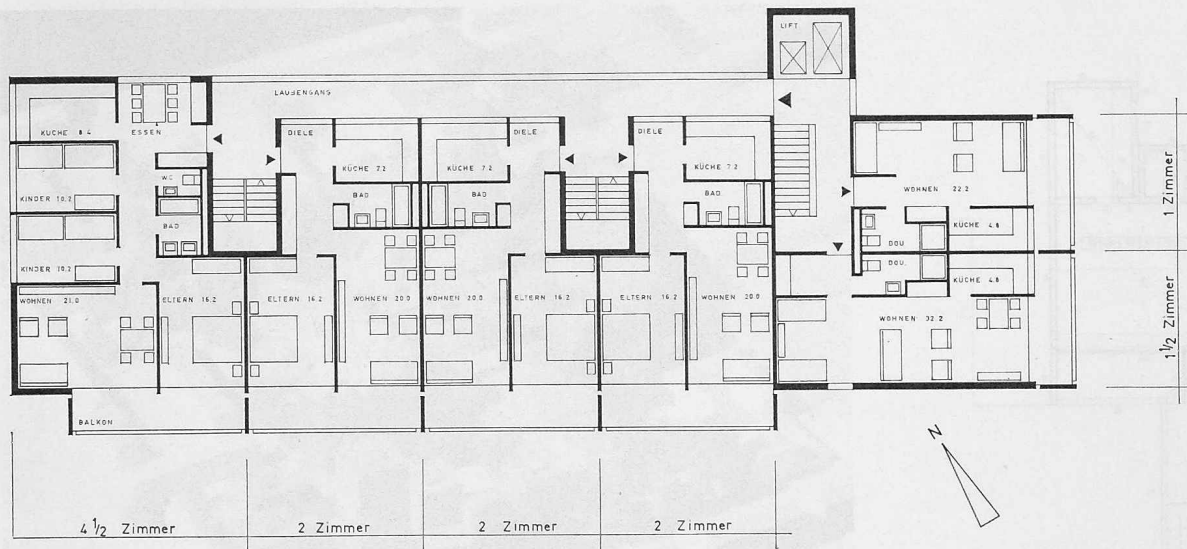 LIFT
LAUBENGANG
KÜCHE 8.4
ESSEN
DIELE
KÜCHE 7.2
KÜCHE 7.2
DIELE
DIELE
KÜCHE 7.2
WC
BAD
BAD
BAD
BAD
KINDER 10.2
KINDER 10.2
WOHNEN 22.2
KÜCHE 4.8
DOU.
DOU.
KÜCHE 4.8
WOHNEN 21.0
ELTERN 16.2
ELTERN 16.2
WOHNEN 20.0
WOHNEN 20.0
ELTERN 16.2
ELTERN 16.2
WOHNEN 20.0
WOHNEN 32.2
BALKON
N
1 Zimmer
1 1/2 Zimmer
4 1/2 Zimmer
2 Zimmer
2 Zimmer
2 Zimmer